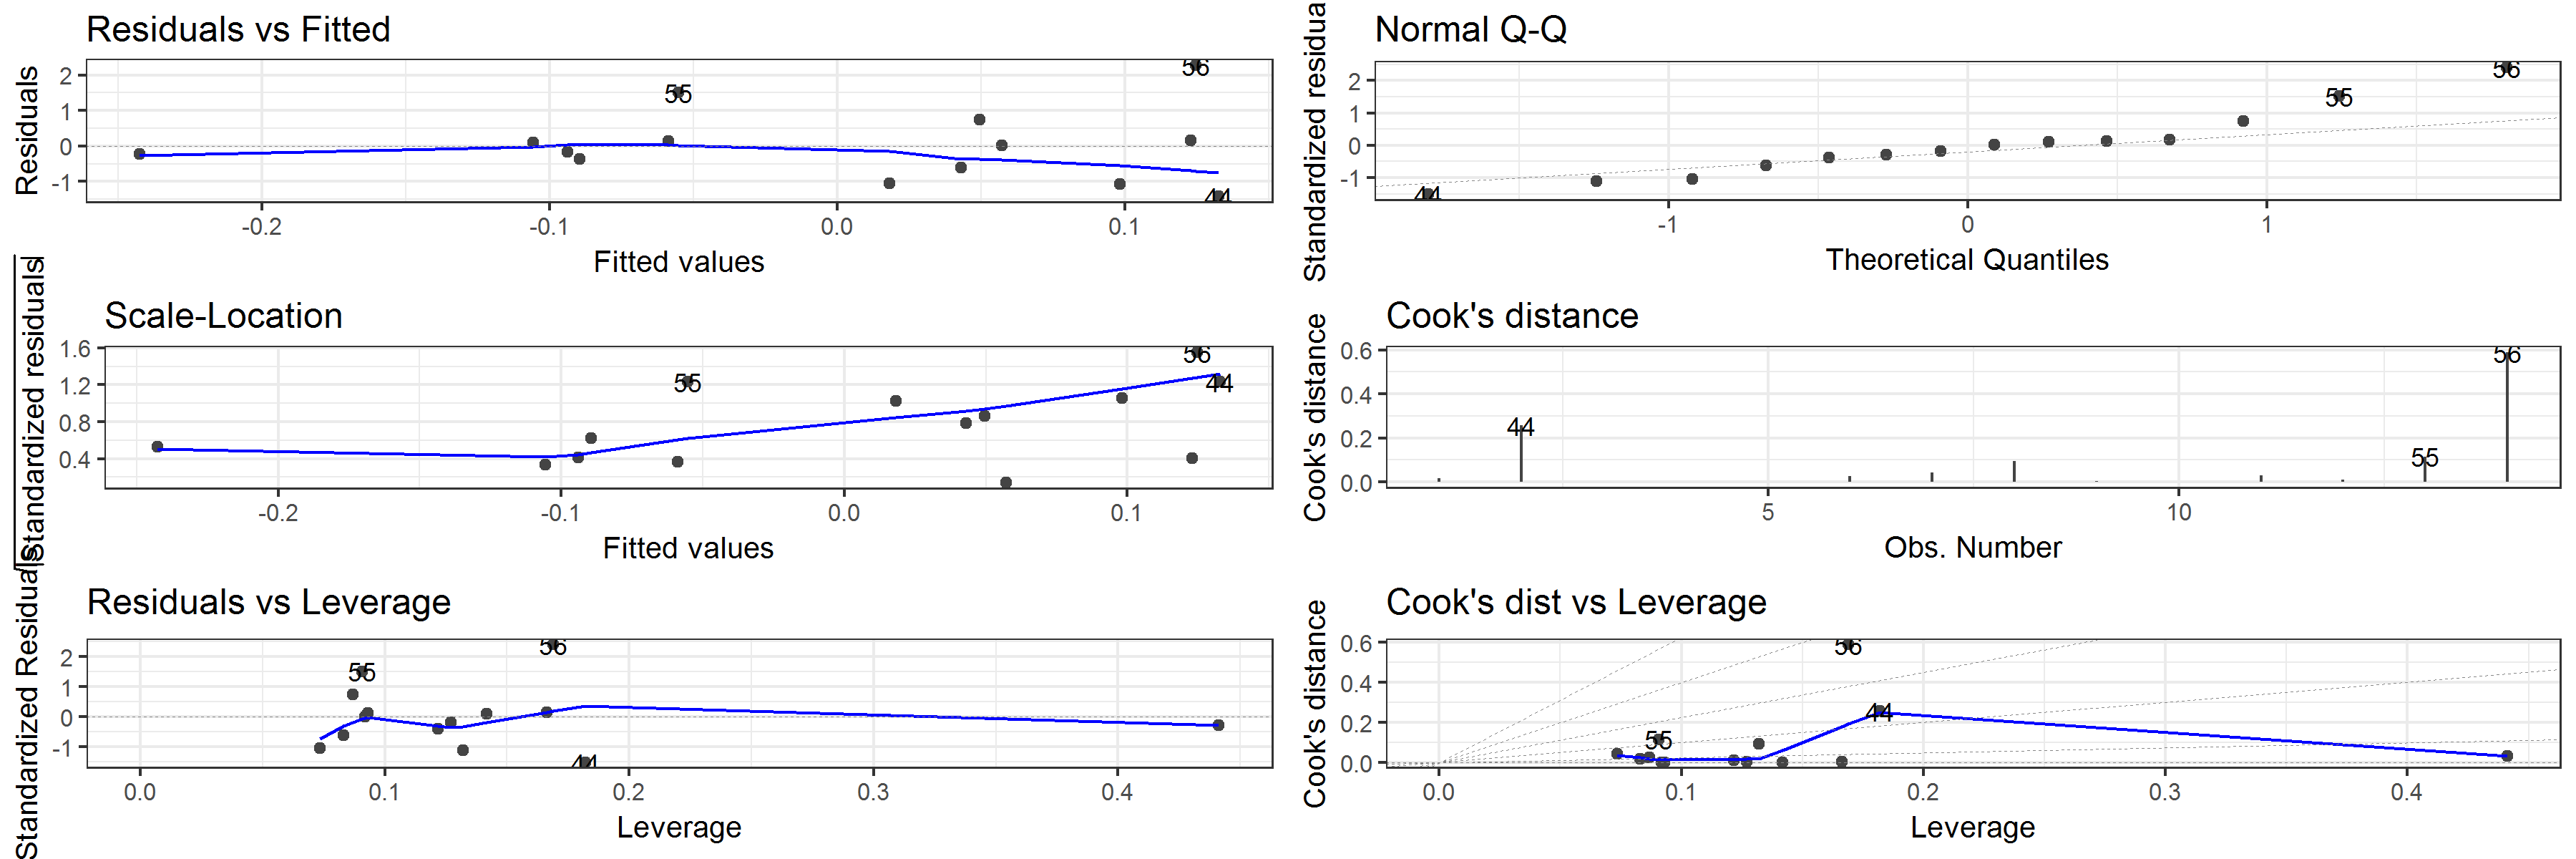 Residuals vs Fitted
Residuals
2
1
0
-1
55
56
44
-0.2 -0.1 0.0 0.1
Fitted values
Normal Q-Q
Standardized residua
2
1
0
-1
44
55
56
-1 0 1
Theoretical Quantiles
Scale-Location
√|Standardized residuals|
1.6
1.2
0.8
0.4
55
56
44
-0.2 -0.1 0.0 0.1
Fitted values
Cook's distance
Cook's distance
0.6
0.4
0.2
0.0
44
55
56
5 10
Obs. Number
Residuals vs Leverage
Standardized Residuals
2
1
0
-1
55
56
44
0.0 0.1 0.2 0.3 0.4
Leverage
Cook's dist vs Leverage
Cook's distance
0.6
0.4
0.2
0.0
55
56
44
0.0 0.1 0.2 0.3 0.4
Leverage